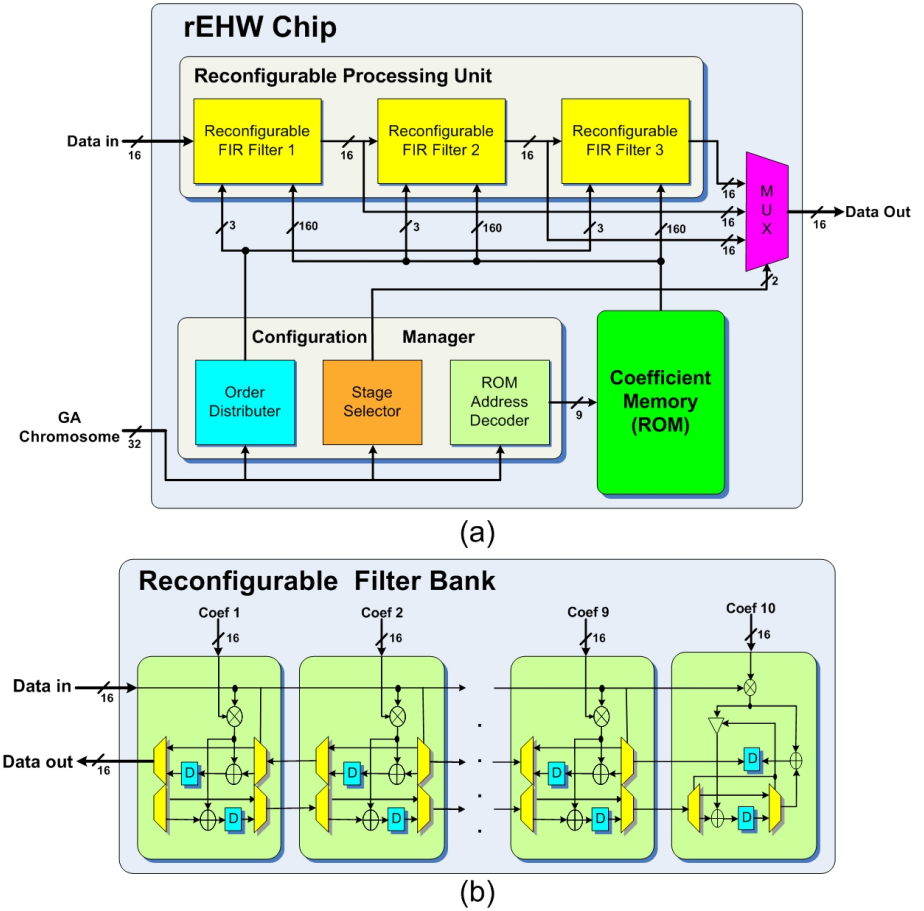 rEHW Chip
Reconfigurable Processing Unit
Reconfigurable
FIR Filter 1
Reconfigurable
FIR Filter 2
Reconfigurable
FIR Filter 3
Data in
16
16
16
16
16
16
MUX
16
Data Out
3
160
3
160
3
160
2
Configuration Manager
Order
Distributer
Stage
Selector
ROM
Address
Decoder
9
Coefficient
Memory
(ROM)
GA
Chromosome
32
(a)
Reconfigurable Filter Bank
Coef 1
16
Coef 2
16
Coef 9
16
Coef 10
16
Data in
16
Data out
16
D
D
D
D
D
D
D
D
(b)